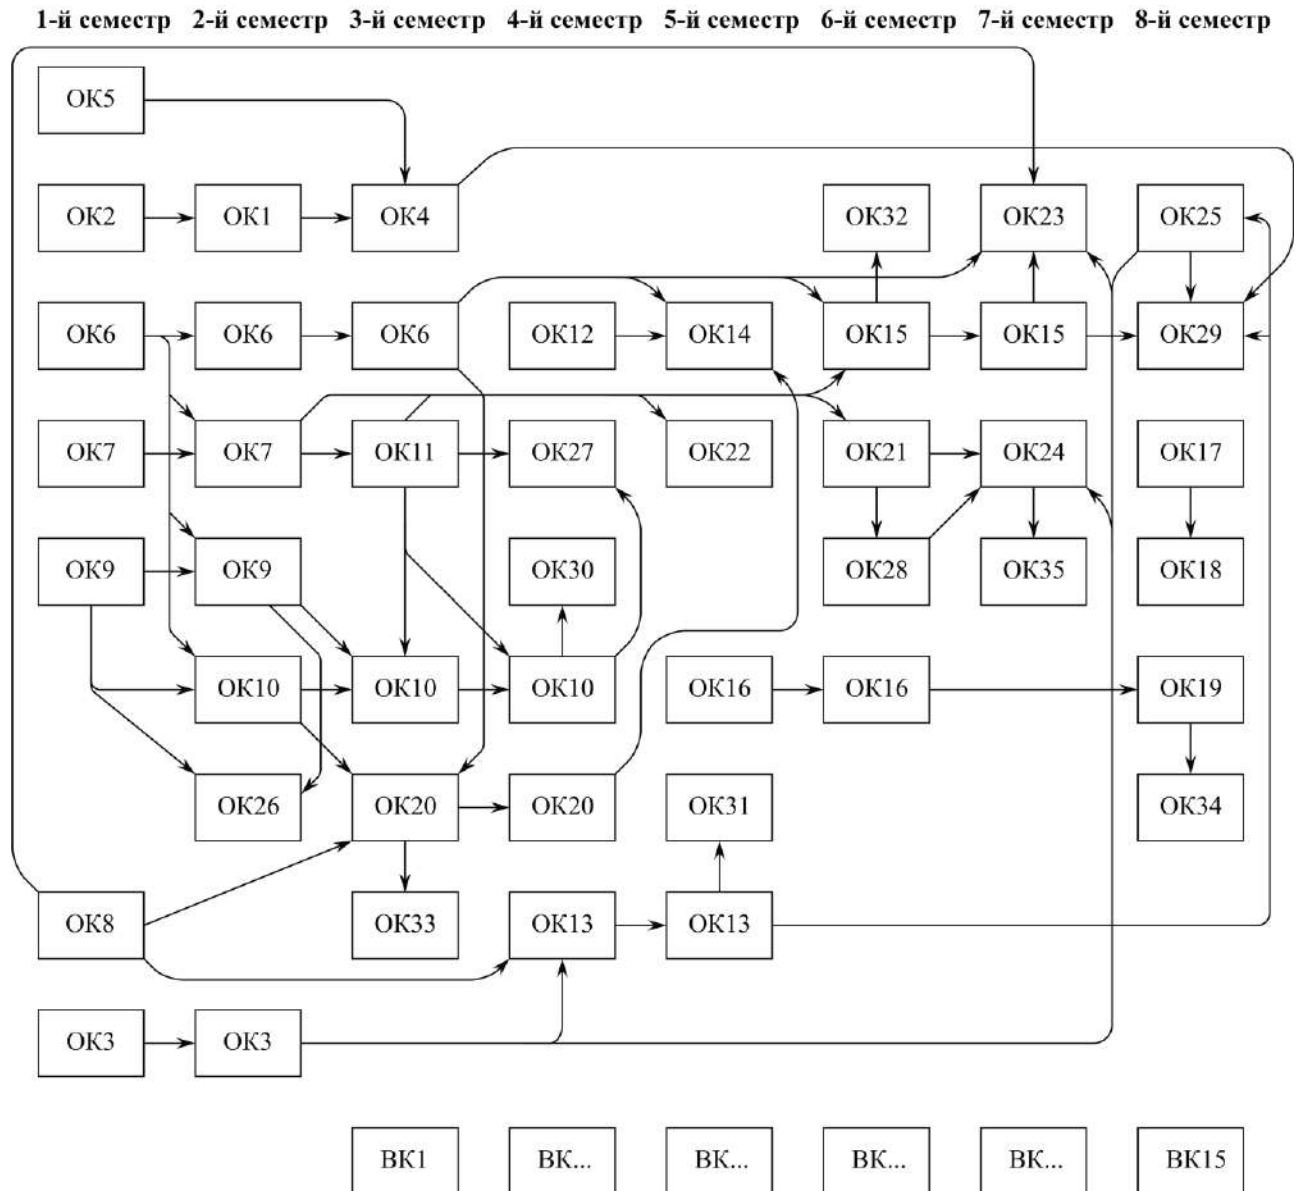 1-й семестр 2-й семестр 3-й семестр 4-й семестр 5-й семестр 6-й семестр 7-й семестр 8-й семестр
ОК5
ОК2 ОК1 ОК4 ОК32 ОК23 ОК25
ОК6 ОК6 ОК6 ОК12 ОК14 ОК15 ОК15 ОК29
ОК7 ОК7 ОК11 ОК27 ОК22 ОК21 ОК24 ОК17
ОК9 ОК9 ОК30 ОК28 ОК35 ОК18
ОК10 ОК10 ОК10 ОК16 ОК16 ОК19
ОК26 ОК20 ОК20 ОК31 ОК34
ОК8 ОК33 ОК13 ОК13
ОК3 ОК3
ВК1 ВК... ВК... ВК... ВК... ВК15